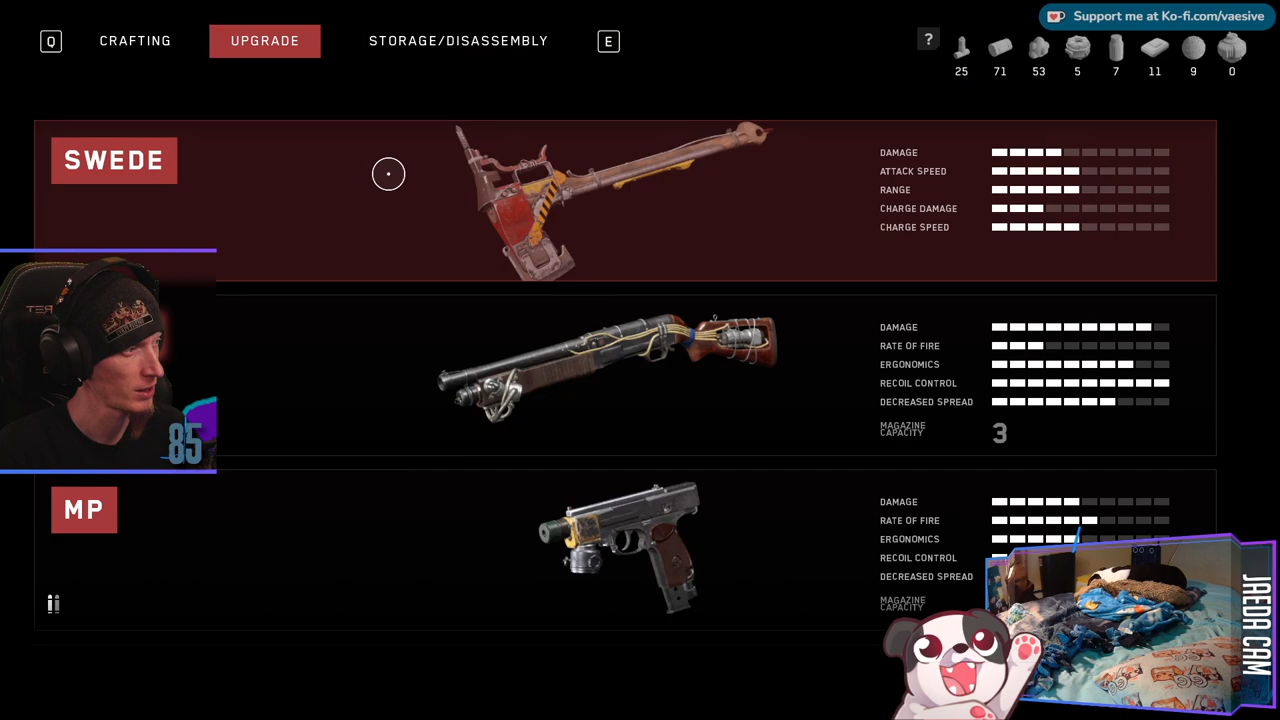 Support me at Ko-fi.com/vaesive
Q CRAFTING UPGRADE STORAGE/DISASSEMBLY E ?
25 71 53 5 7 11 9 0
SWEDE
DAMAGE
ATTACK SPEED
RANGE
CHARGE DAMAGE
CHARGE SPEED
DAMAGE
RATE OF FIRE
ERGONOMICS
RECOIL CONTROL
DECREASED SPREAD
MAGAZINE
CAPACITY
3
85
MP
DAMAGE
RATE OF FIRE
ERGONOMICS
RECOIL CONTROL
DECREASED SPREAD
MAGAZINE
CAPACITY
JAEDA CAM